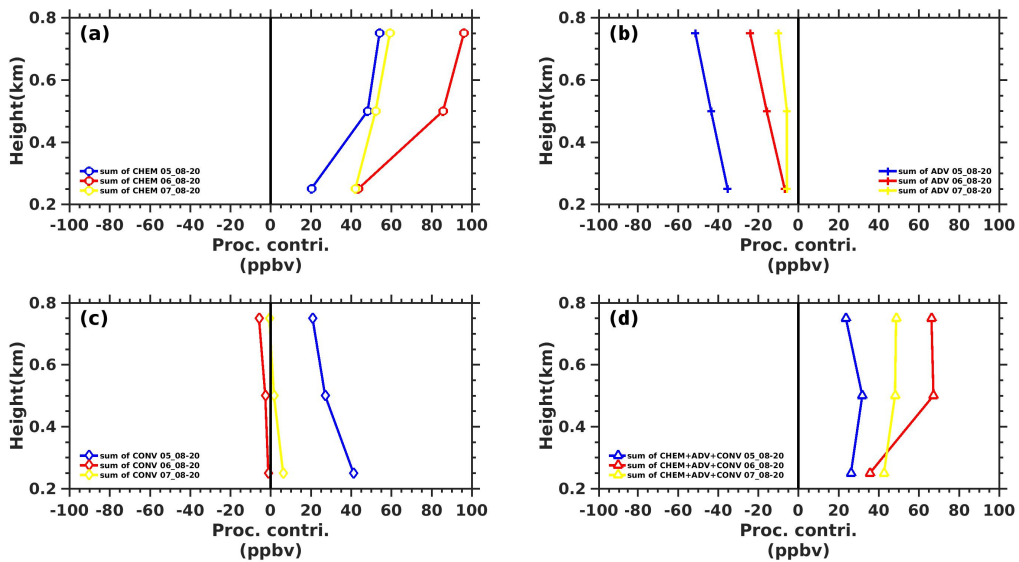 (a)
0.8
0.6
0.4
0.2
Height(km)
sum of CHEM 05_08-20
sum of CHEM 06_08-20
sum of CHEM 07_08-20
-100 -80 -60 -40 -20 0 20 40 60 80 100
Proc. contri.
(ppbv)
(b)
0.8
0.6
0.4
0.2
Height(km)
sum of ADV 05_08-20
sum of ADV 06_08-20
sum of ADV 07_08-20
-100 -80 -60 -40 -20 0 20 40 60 80 100
Proc. contri.
(ppbv)
(c)
0.8
0.6
0.4
0.2
Height(km)
sum of CONV 05_08-20
sum of CONV 06_08-20
sum of CONV 07_08-20
-100 -80 -60 -40 -20 0 20 40 60 80 100
Proc. contri.
(ppbv)
(d)
0.8
0.6
0.4
0.2
Height(km)
sum of CHEM+ADV+CONV 05_08-20
sum of CHEM+ADV+CONV 06_08-20
sum of CHEM+ADV+CONV 07_08-20
-100 -80 -60 -40 -20 0 20 40 60 80 100
Proc. contri.
(ppbv)